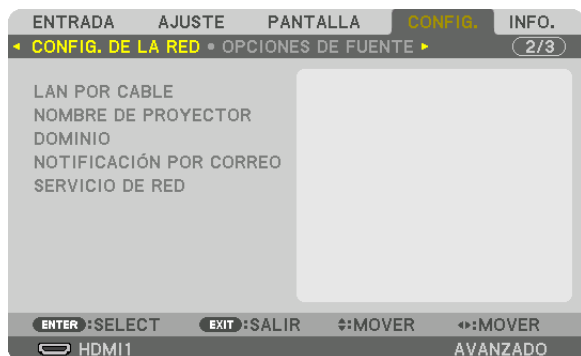 ENTRADA AJUSTE PANTALLA CONFIG. INFO.
◂ CONFIG. DE LA RED • OPCIONES DE FUENTE ▸ 2/3
LAN POR CABLE
NOMBRE DE PROYECTOR
DOMINIO
NOTIFICACIÓN POR CORREO
SERVICIO DE RED
ENTER :SELECT EXIT :SALIR ♦:MOVER ◂▸:MOVER
HDMI1 AVANZADO